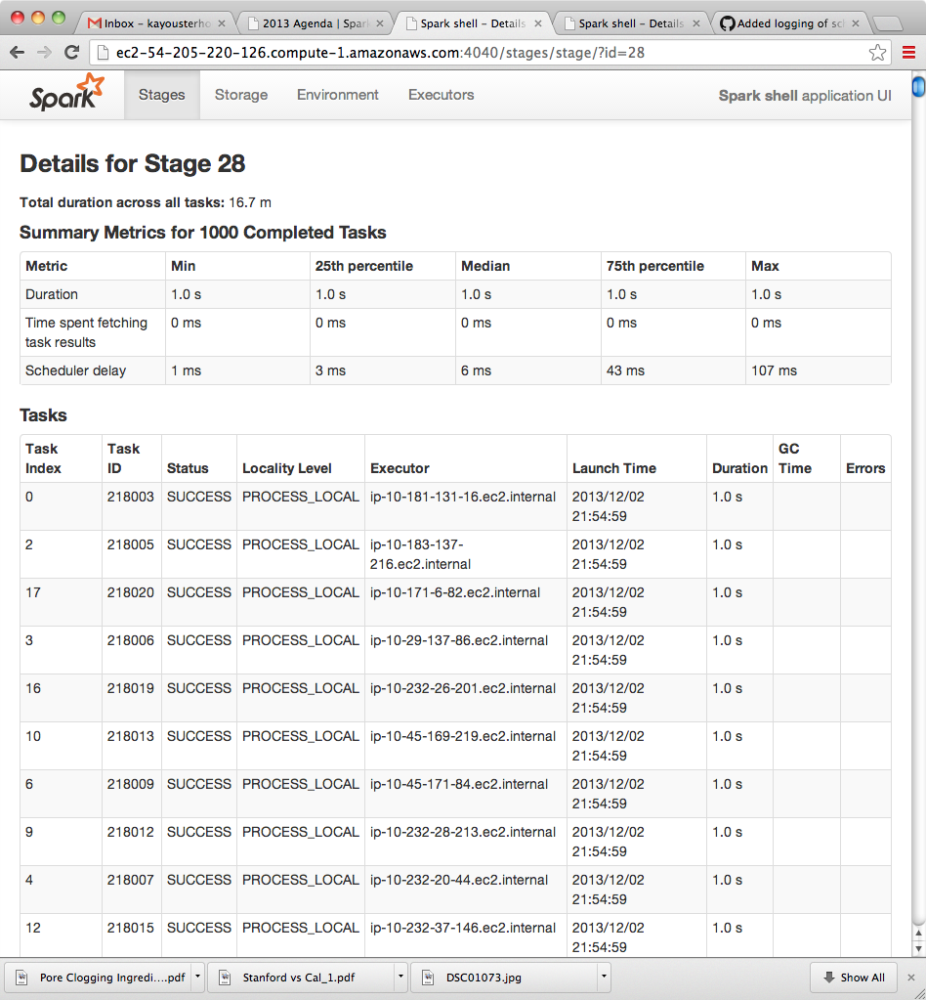 Inbox – kayousterho
2013 Agenda | Spark
Spark shell – Details
Spark shell – Details
Added logging of sch
ec2-54-205-220-126.compute-1.amazonaws.com:4040/stages/stage/?id=28
Spark
Stages
Storage
Environment
Executors
Spark shell application UI
Details for Stage 28
Total duration across all tasks: 16.7 m
Summary Metrics for 1000 Completed Tasks
Metric Min 25th percentile Median 75th percentile Max
Duration 1.0 s 1.0 s 1.0 s 1.0 s 1.0 s
Time spent fetching 0 ms 0 ms 0 ms 0 ms 0 ms
task results
Scheduler delay 1 ms 3 ms 6 ms 43 ms 107 ms
Tasks
Task Task GC
Index ID Status Locality Level Executor Launch Time Duration Time Errors
0 218003 SUCCESS PROCESS_LOCAL ip-10-181-131-16.ec2.internal 2013/12/02 1.0 s
21:54:59
2 218005 SUCCESS PROCESS_LOCAL ip-10-183-137- 2013/12/02 1.0 s
216.ec2.internal 21:54:59
17 218020 SUCCESS PROCESS_LOCAL ip-10-171-6-82.ec2.internal 2013/12/02 1.0 s
21:54:59
3 218006 SUCCESS PROCESS_LOCAL ip-10-29-137-86.ec2.internal 2013/12/02 1.0 s
21:54:59
16 218019 SUCCESS PROCESS_LOCAL ip-10-232-26-201.ec2.internal 2013/12/02 1.0 s
21:54:59
10 218013 SUCCESS PROCESS_LOCAL ip-10-45-169-219.ec2.internal 2013/12/02 1.0 s
21:54:59
6 218009 SUCCESS PROCESS_LOCAL ip-10-45-171-84.ec2.internal 2013/12/02 1.0 s
21:54:59
9 218012 SUCCESS PROCESS_LOCAL ip-10-232-28-213.ec2.internal 2013/12/02 1.0 s
21:54:59
4 218007 SUCCESS PROCESS_LOCAL ip-10-232-20-44.ec2.internal 2013/12/02 1.0 s
21:54:59
12 218015 SUCCESS PROCESS_LOCAL ip-10-232-37-146.ec2.internal 2013/12/02 1.0 s
21:54:59
Pore Clogging Ingredi....pdf
Stanford vs Cal_1.pdf
DSC01073.jpg
Show All